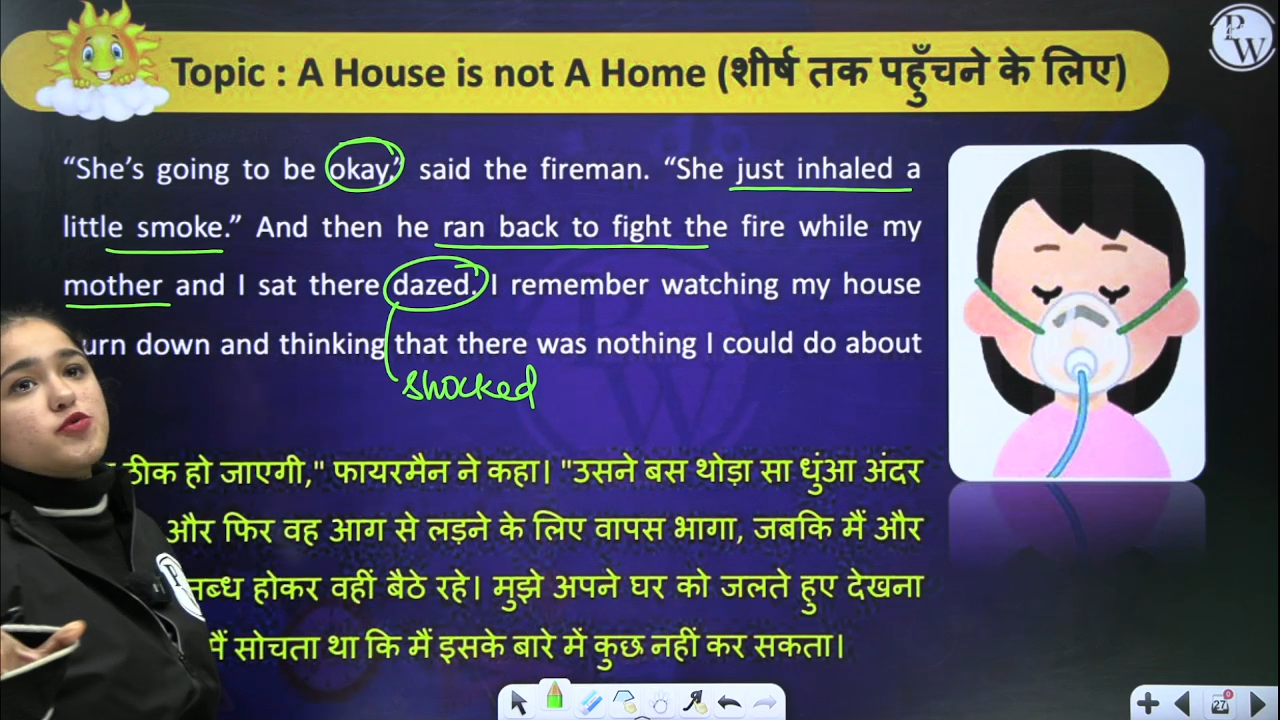 Topic : A House is not A Home (शीर्ष तक पहुँचने के लिए)
PW
“She’s going to be okay,” said the fireman. “She just inhaled a
little smoke.” And then he ran back to fight the fire while my
mother and I sat there dazed. I remember watching my house
urn down and thinking that there was nothing I could do about
shocked
ठीक हो जाएगी," फायरमैन ने कहा। "उसने बस थोड़ा सा धुंआ अंदर
और फिर वह आग से लड़ने के लिए वापस भागा, जबकि मैं और
ब्ध होकर वहीं बैठे रहे। मुझे अपने घर को जलते हुए देखना
मैं सोचता था कि मैं इसके बारे में कुछ नहीं कर सकता।
27